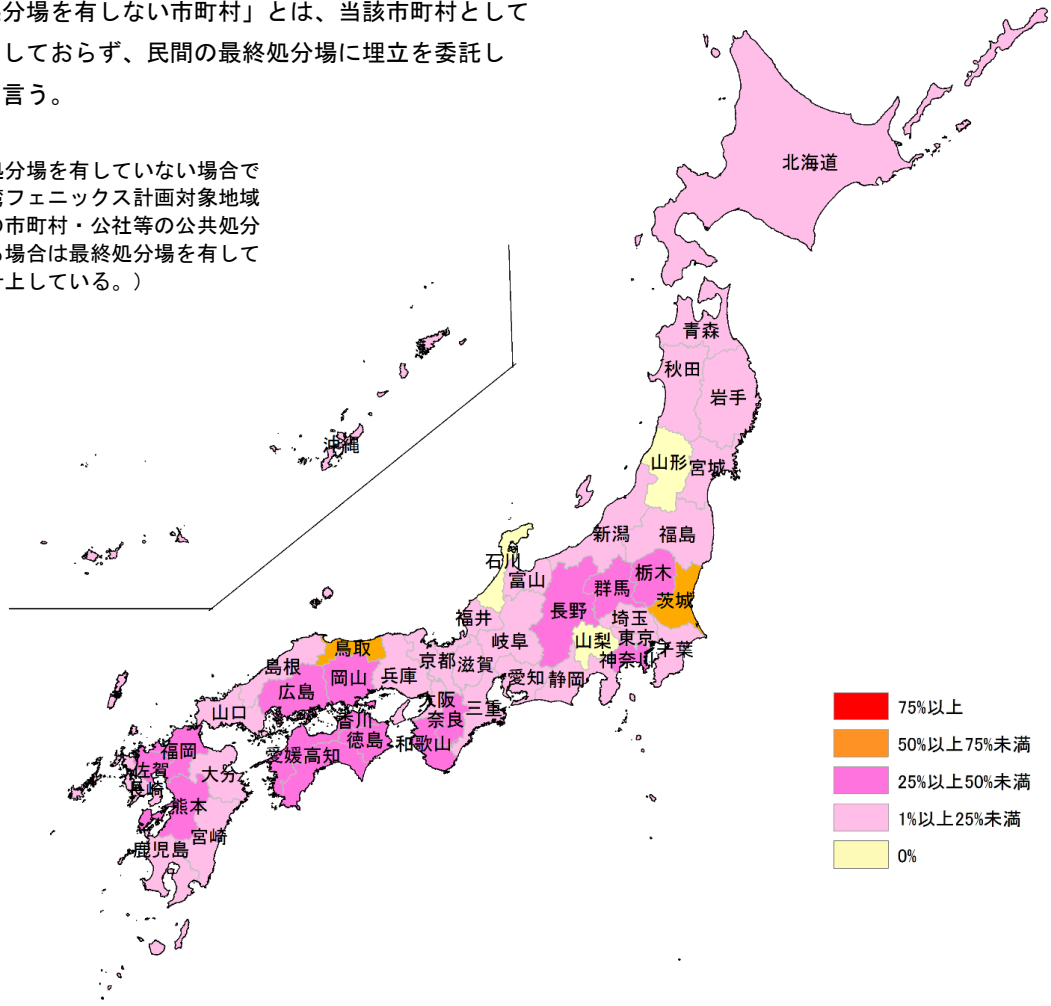 処分場を有しない市町村」とは、当該市町村として
しておらず、民間の最終処分場に埋立を委託し
言う。
処分場を有していない場合で
湾フェニックス計画対象地域
の市町村・公社等の公共処分
る場合は最終処分場を有して
計上している。）
北海道
青森
秋田
岩手
山形
宮城
沖縄
新潟
福島
石川
富山
栃木
群馬
茨城
長野
福井
埼玉
岐阜
山梨
東京
千葉
神奈川
鳥取
島根
京都
滋賀
岡山
兵庫
愛知
静岡
広島
大阪
三重
山口
香川
奈良
徳島
和歌山
福岡
愛媛
高知
佐賀
大分
長崎
熊本
宮崎
鹿児島
75%以上
50%以上75%未満
25%以上50%未満
1%以上25%未満
0%